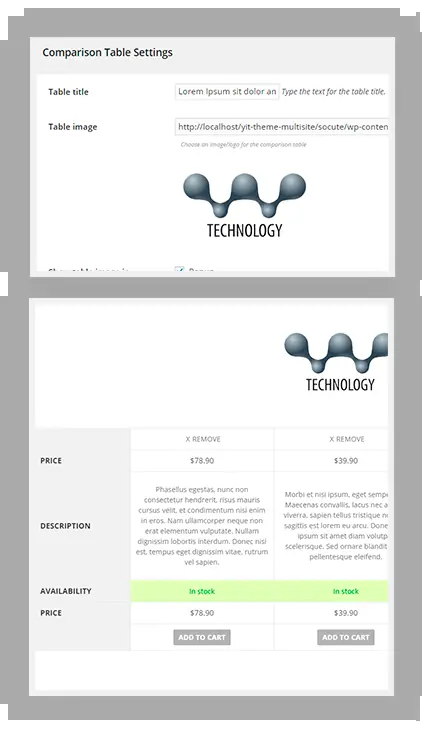 Comparison Table Settings
Table title
Lorem Ipsum sit dolor an
Type the text for the table title.
Table image
http://localhost/yit-theme-multisite/socute/wp-conten
Choose an image/logo for the comparison table
TECHNOLOGY
TECHNOLOGY
X REMOVE X REMOVE
PRICE $78.90 $39.90
DESCRIPTION
Phasellus egestas, nunc non
consectetur hendrerit, risus mauris
cursus velit, et condimentum nisi enim
in eros. Nam ullamcorper neque non
erat elementum vulputate. Nullam
dignissim lobortis interdum. Donec nisi
est, tempus eget dignissim vitae, rutrum
vel sapien.
Morbi et nisi ipsum, eget sempe
Maecenas convallis, lacus nec a
viverra, sapien tellus tristique no
sagittis est lorem eu arcu. Done
ipsum sit amet diam volutp
scelerisque. Sed ornare blandit
pellentesque eleifend.
AVAILABILITY In stock In stock
PRICE $78.90 $39.90
ADD TO CART ADD TO CART